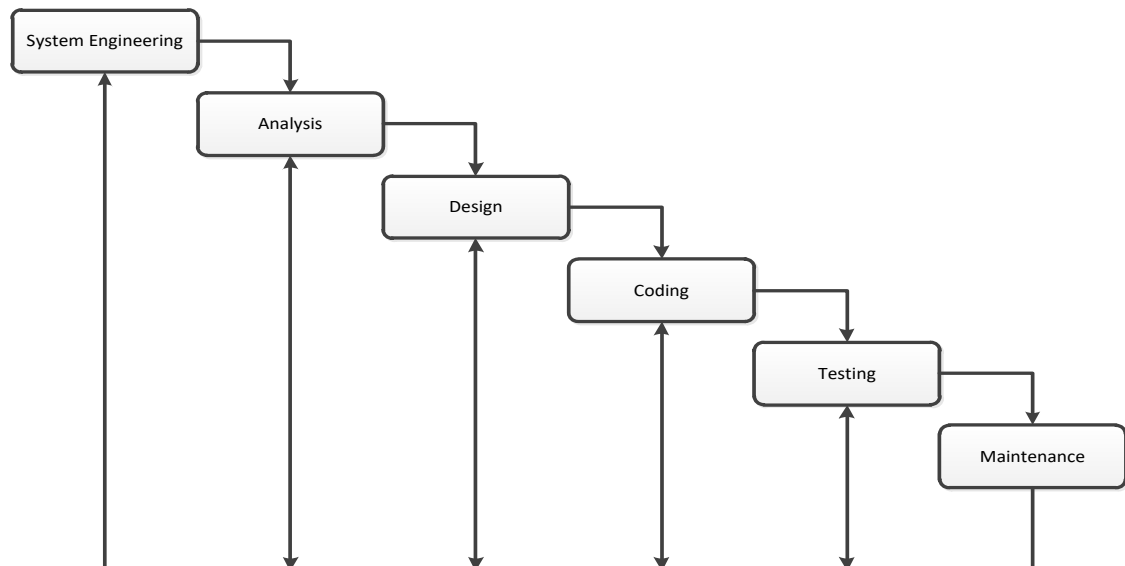 System Engineering
Analysis
Design
Coding
Testing
Maintenance